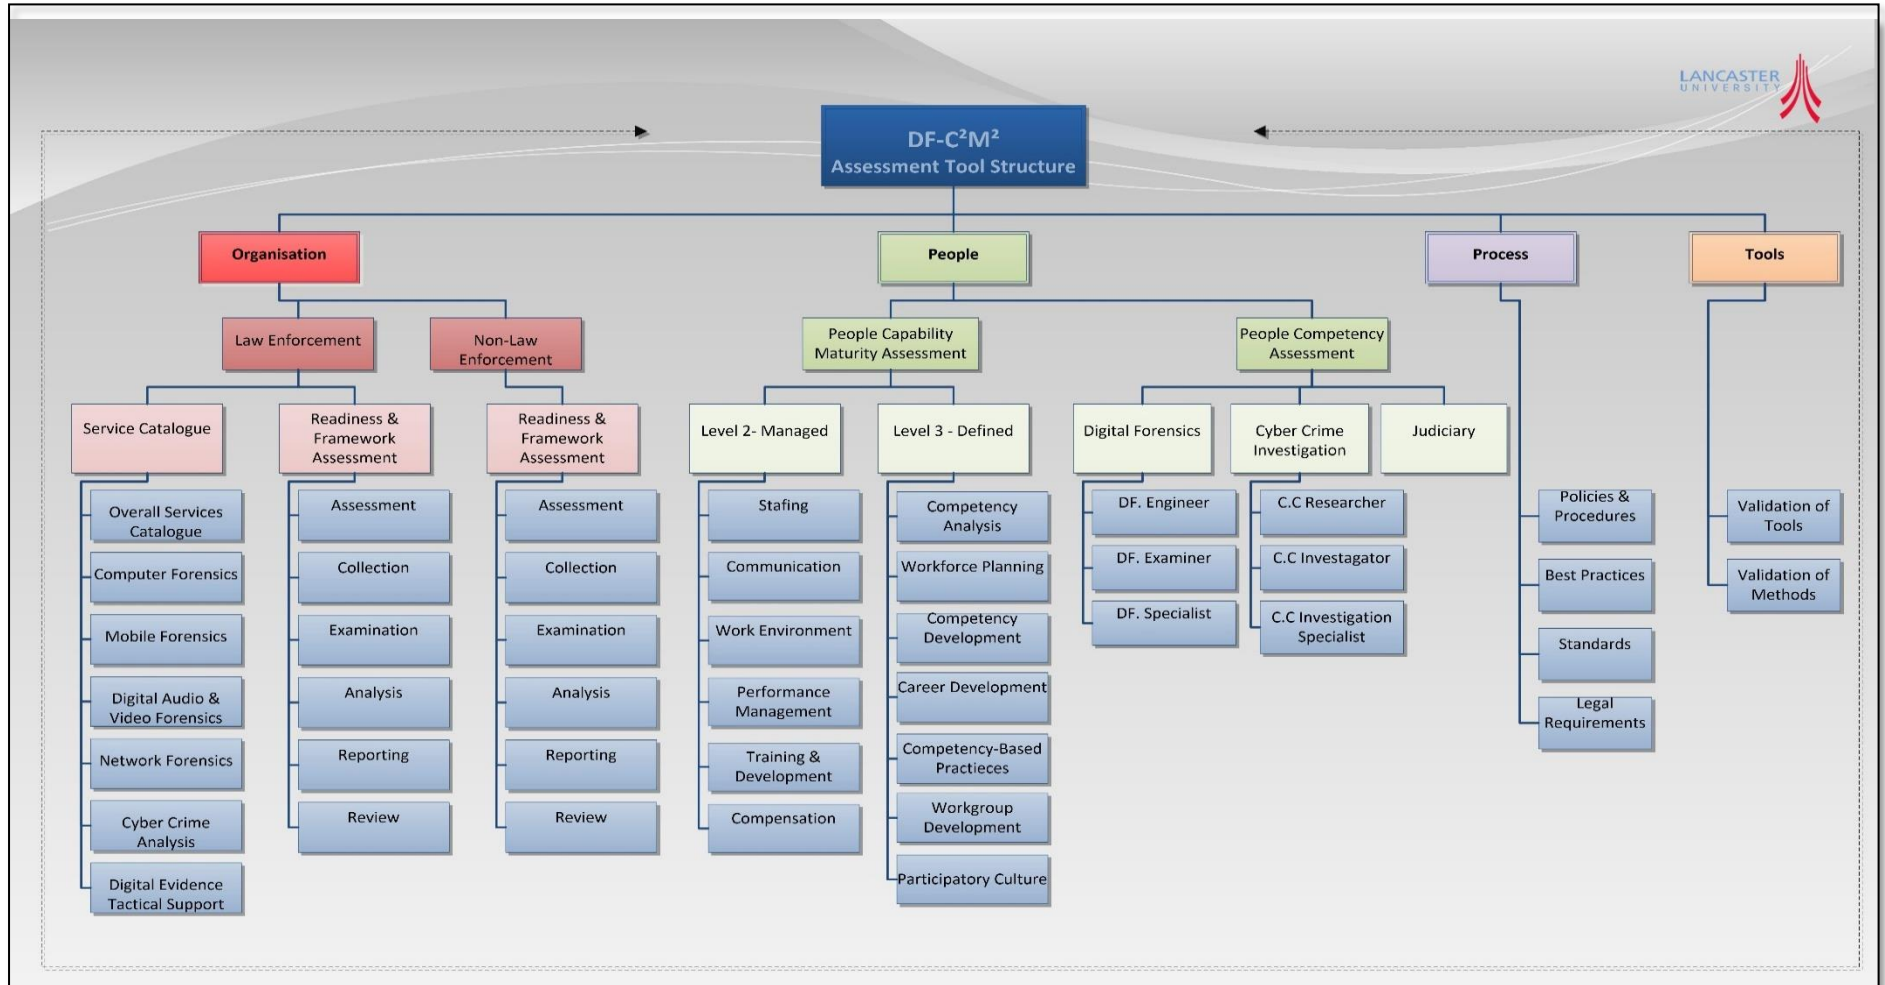 LANCASTER
UNIVERSITY
DF-C²M²
Assessment Tool Structure
Organisation
People
Process
Tools
Law Enforcement
Non-Law
Enforcement
People Capability
Maturity Assessment
People Competency
Assessment
Service Catalogue
Readiness &
Framework
Assessment
Readiness &
Framework
Assessment
Level 2- Managed
Level 3 - Defined
Digital Forensics
Cyber Crime
Investigation
Judiciary
Overall Services
Catalogue
Computer Forensics
Mobile Forensics
Digital Audio &
Video Forensics
Network Forensics
Cyber Crime
Analysis
Digital Evidence
Tactical Support
Assessment
Collection
Examination
Analysis
Reporting
Review
Assessment
Collection
Examination
Analysis
Reporting
Review
Stafing
Communication
Work Environment
Performance
Management
Training &
Development
Compensation
Competency
Analysis
Workforce Planning
Competency
Development
Career Development
Competency-Based
Practieces
Workgroup
Development
Participatory Culture
DF. Engineer
DF. Examiner
DF. Specialist
C.C Researcher
C.C Investagator
C.C Investigation
Specialist
Policies &
Procedures
Best Practices
Standards
Legal
Requirements
Validation of
Tools
Validation of
Methods